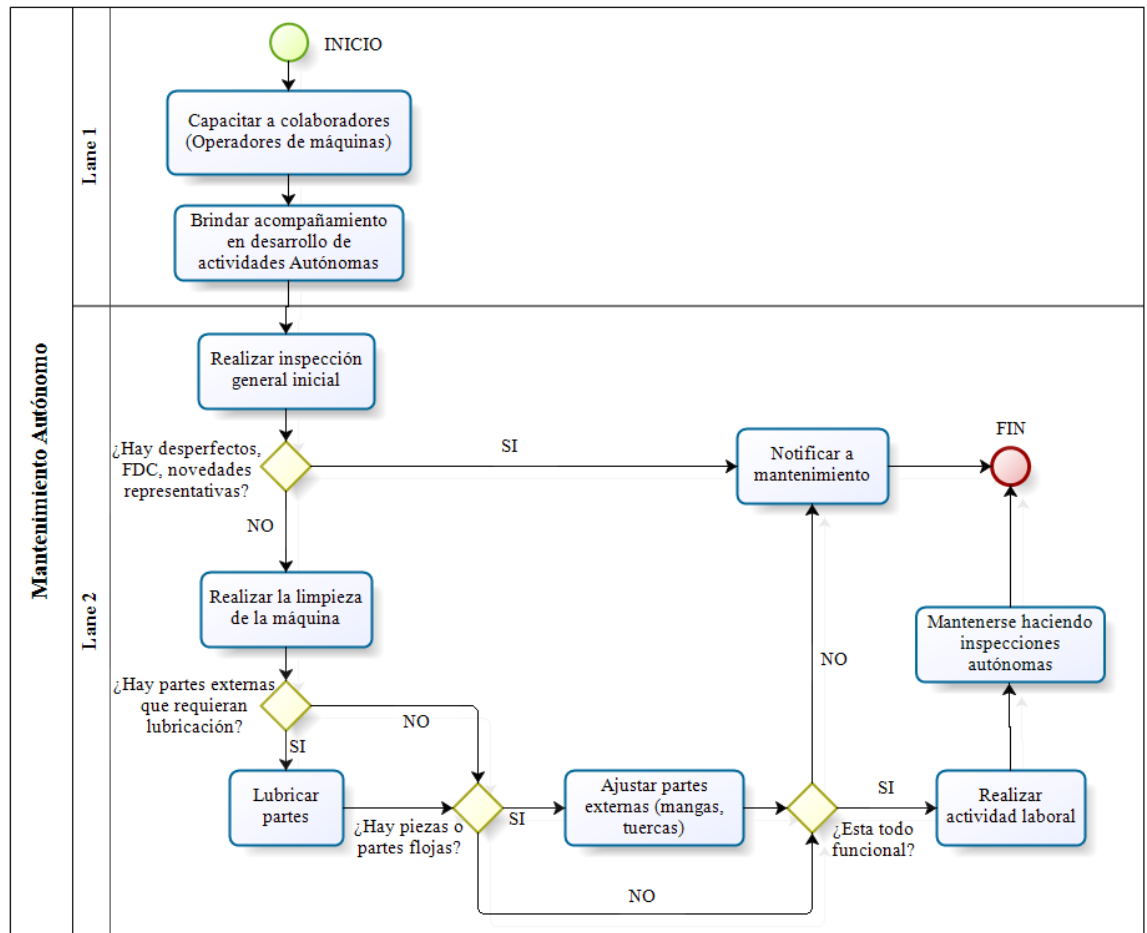 Mantenimiento Autónomo
Lane 1
INICIO
Capacitar a colaboradores
(Operadores de máquinas)
Brindar acompañamiento
en desarrollo de
actividades Autónomas
Lane 2
Realizar inspección
general inicial
¿Hay desperfectos,
FDC, novedades
representativas?
SI
Notificar a
mantenimiento
FIN
NO
Realizar la limpieza
de la máquina
¿Hay partes externas
que requieran
lubricación?
NO
SI
Lubricar
partes
¿Hay piezas o
partes flojas?
SI
Ajustar partes
externas (mangas,
tuercas)
NO
¿Esta todo
funcional?
NO
SI
Realizar
actividad laboral
Mantenerse haciendo
inspecciones
autónomas